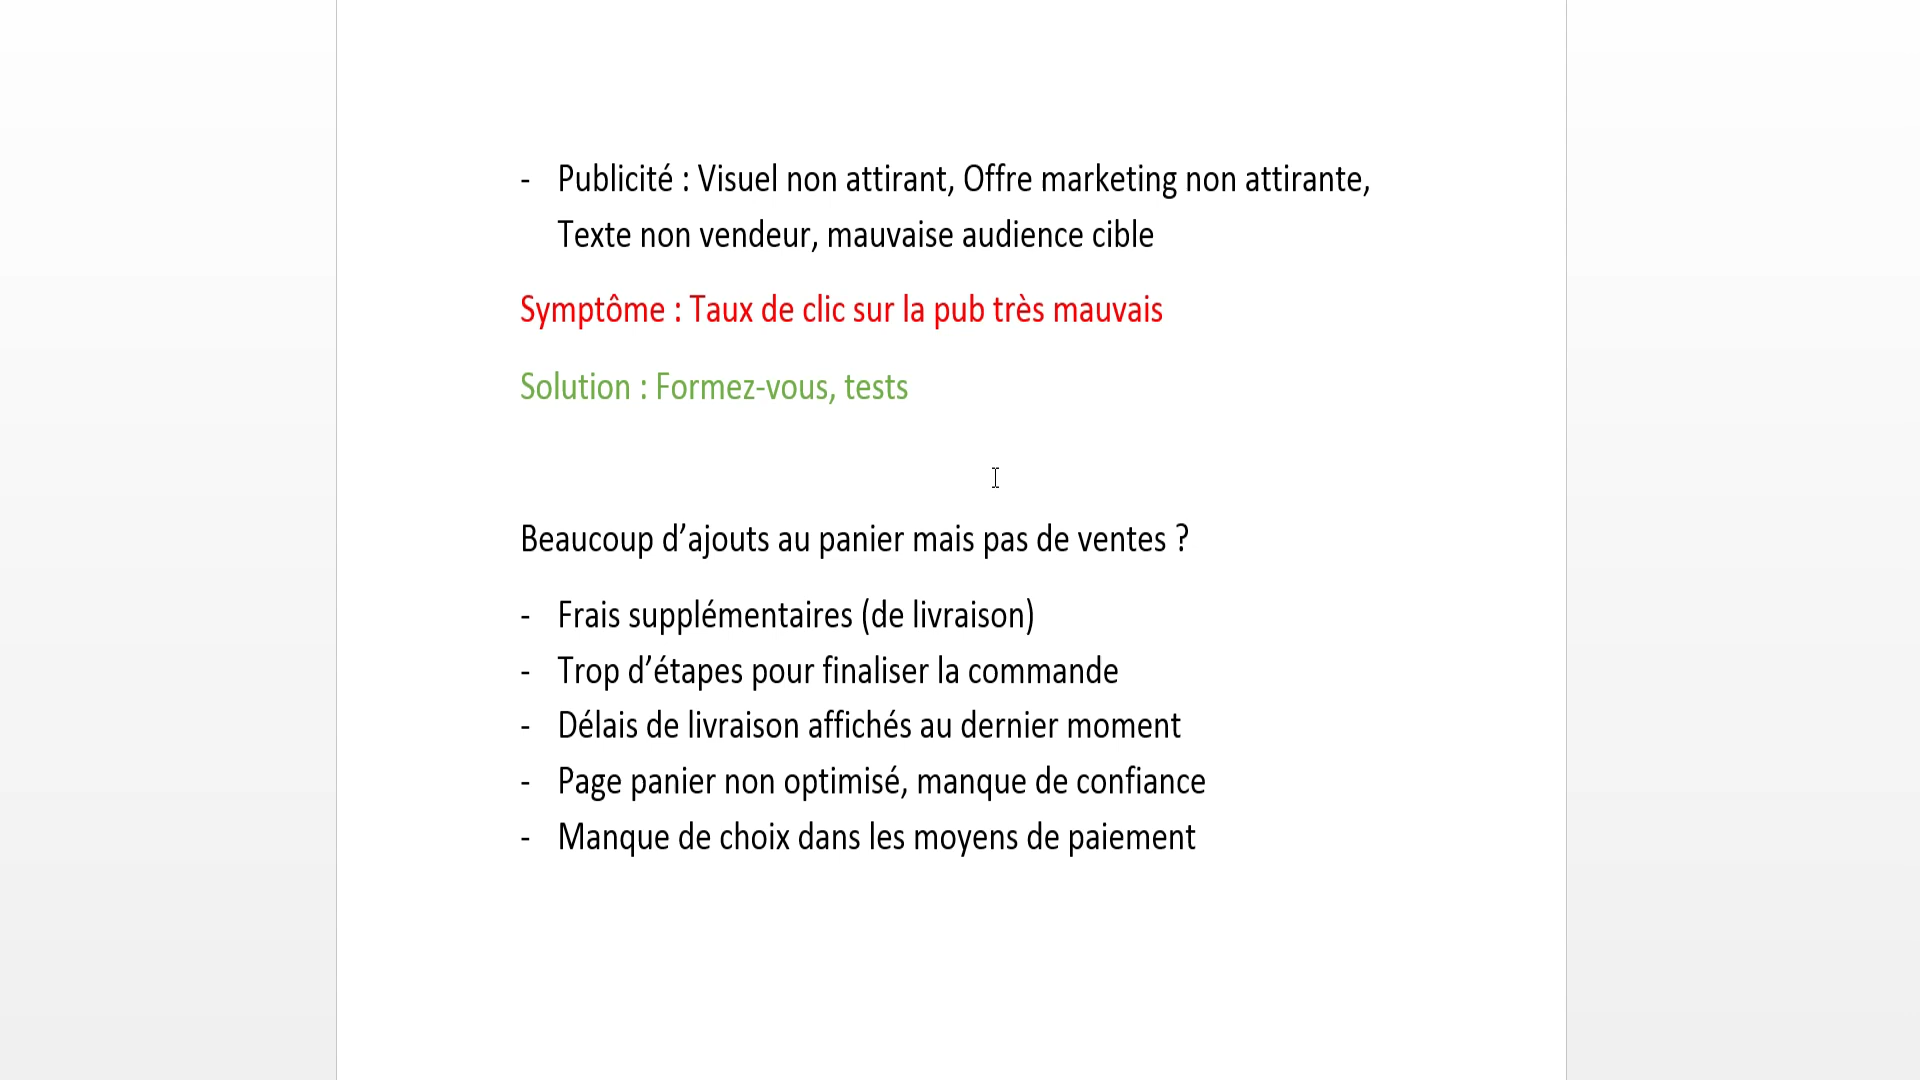 - Publicité : Visuel non attirant, Offre marketing non attirante,
Texte non vendeur, mauvaise audience cible
Symptôme : Taux de clic sur la pub très mauvais
Solution : Formez-vous, tests
Beaucoup d’ajouts au panier mais pas de ventes ?
- Frais supplémentaires (de livraison)
- Trop d’étapes pour finaliser la commande
- Délais de livraison affichés au dernier moment
- Page panier non optimisé, manque de confiance
- Manque de choix dans les moyens de paiement